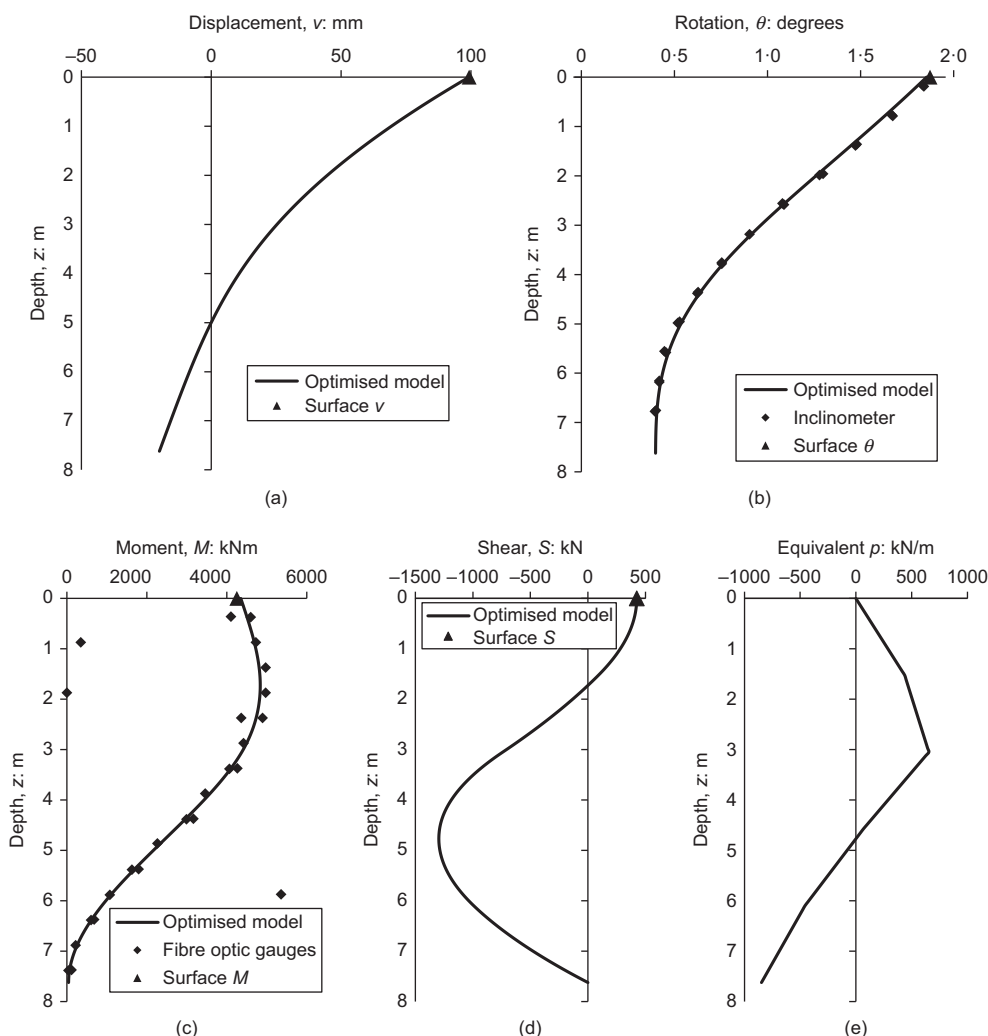 Displacement, v: mm
–50 0 50 100
0
1
2
3
4
5
6
7
8
Depth, z: m
Optimised model
Surface v
(a)
Rotation, θ: degrees
0 0·5 1·0 1·5 2·0
0
1
2
3
4
5
6
7
8
Depth, z: m
Optimised model
Inclinometer
Surface θ
(b)
Moment, M: kNm
0 2000 4000 6000
0
1
2
3
4
5
6
7
8
Depth, z: m
Optimised model
Fibre optic gauges
Surface M
(c)
Shear, S: kN
–1500 –1000 –500 0 500
0
1
2
3
4
5
6
7
8
Depth, z: m
Optimised model
Surface S
(d)
Equivalent p: kN/m
–1000 –500 0 500 1000
0
1
2
3
4
5
6
7
8
Depth, z: m
(e)